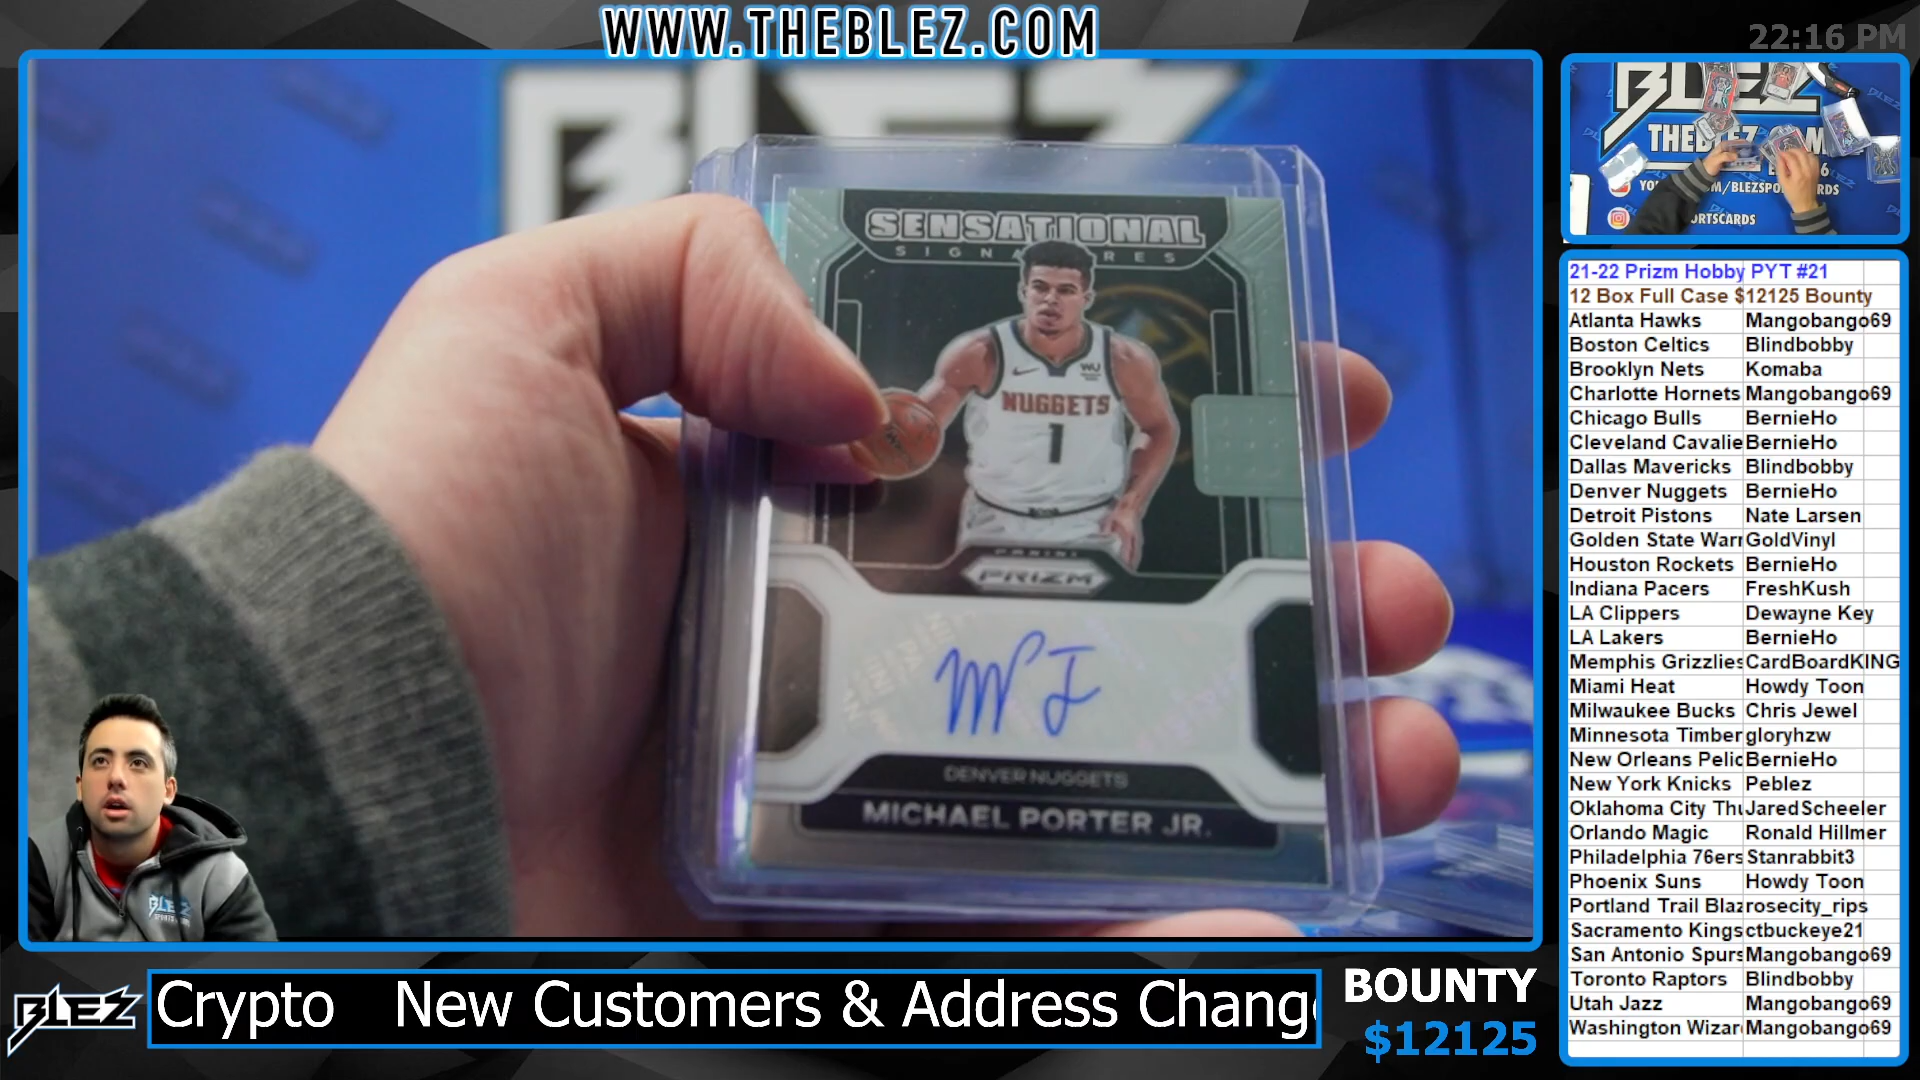 WWW.THEBLEZ.COM
22:16 PM
SENSATIONAL
SIGNATURES
NUGGETS
1
PANINI
PRIZM
DENVER NUGGETS
MICHAEL PORTER JR.
BLEZ
21-22 Prizm Hobby PYT #21
12 Box Full Case $12125 Bounty
Atlanta Hawks Mangobango69
Boston Celtics Blindbobby
Brooklyn Nets Komaba
Charlotte Hornets Mangobango69
Chicago Bulls BernieHo
Cleveland Cavalie BernieHo
Dallas Mavericks Blindbobby
Denver Nuggets BernieHo
Detroit Pistons Nate Larsen
Golden State Warr GoldVinyl
Houston Rockets BernieHo
Indiana Pacers FreshKush
LA Clippers Dewayne Key
LA Lakers BernieHo
Memphis Grizzlies CardBoardKING
Miami Heat Howdy Toon
Milwaukee Bucks Chris Jewel
Minnesota Timber gloryhzw
New Orleans Pelic BernieHo
New York Knicks Peblez
Oklahoma City Thu JaredScheeler
Orlando Magic Ronald Hillmer
Philadelphia 76ers Stanrabbit3
Phoenix Suns Howdy Toon
Portland Trail Blaz rosecity_rips
Sacramento Kings ctbuckeye21
San Antonio Spurs Mangobango69
Toronto Raptors Blindbobby
Utah Jazz Mangobango69
Washington Wizar Mangobango69
BLEZ
Crypto New Customers & Address Chang
BOUNTY
$12125